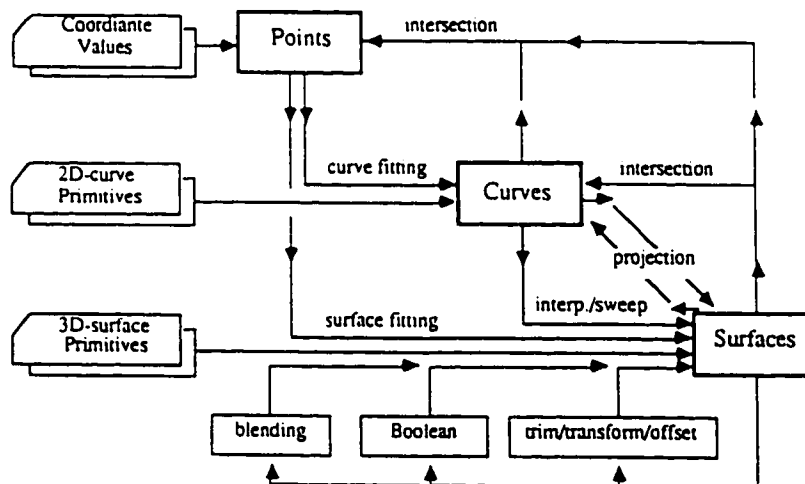 Coordiante
Values
Points
intersection
2D-curve
Primitives
curve fitting
Curves
intersection
projection
interp./sweep
3D-surface
Primitives
surface fitting
Surfaces
blending
Boolean
trim/transform/offset